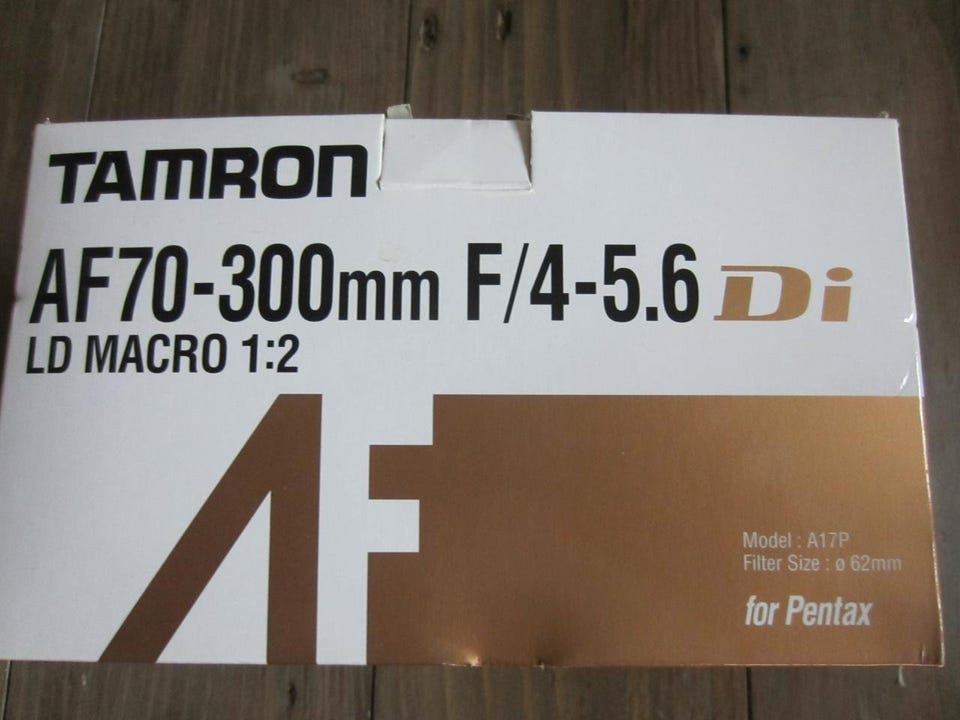 TAMRON
AF70-300mm F/4-5.6 Di
LD MACRO 1:2
AF
Model : A17P
Filter Size : ø 62mm
for Pentax